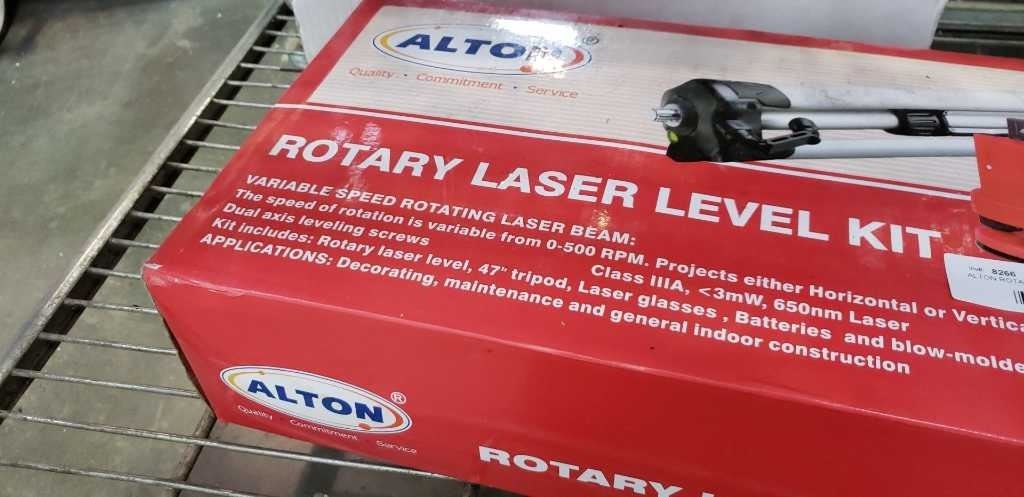 ALTON®
Quality · Commitment · Service
ROTARY LASER LEVEL KIT
VARIABLE SPEED ROTATING LASER BEAM:
The speed of rotation is variable from 0-500 RPM. Projects either Horizontal or Vertica
Dual axis leveling screws Class IIIA, <3mW, 650nm Laser
Kit includes: Rotary laser level, 47" tripod, Laser glasses, Batteries and blow-molde
APPLICATIONS: Decorating, maintenance and general indoor construction
8266
ALTON ROTA
ALTON®
Quality Commitment Service
ROTARY